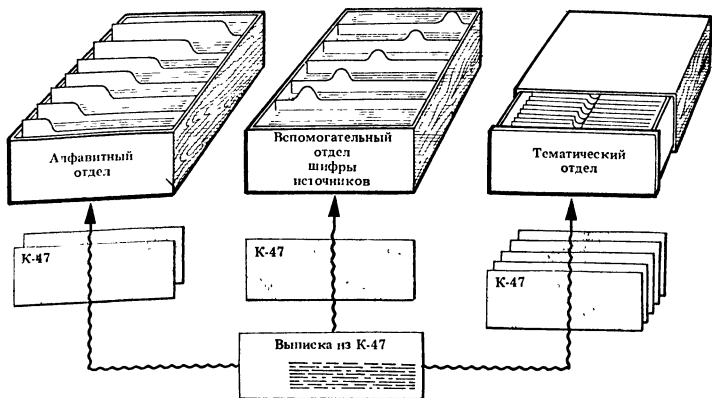 Алфавитный
отдел
Вспомогательный
отдел
шифры
источников
Тематический
отдел
К-47
К-47
К-47
Выписка из К-47